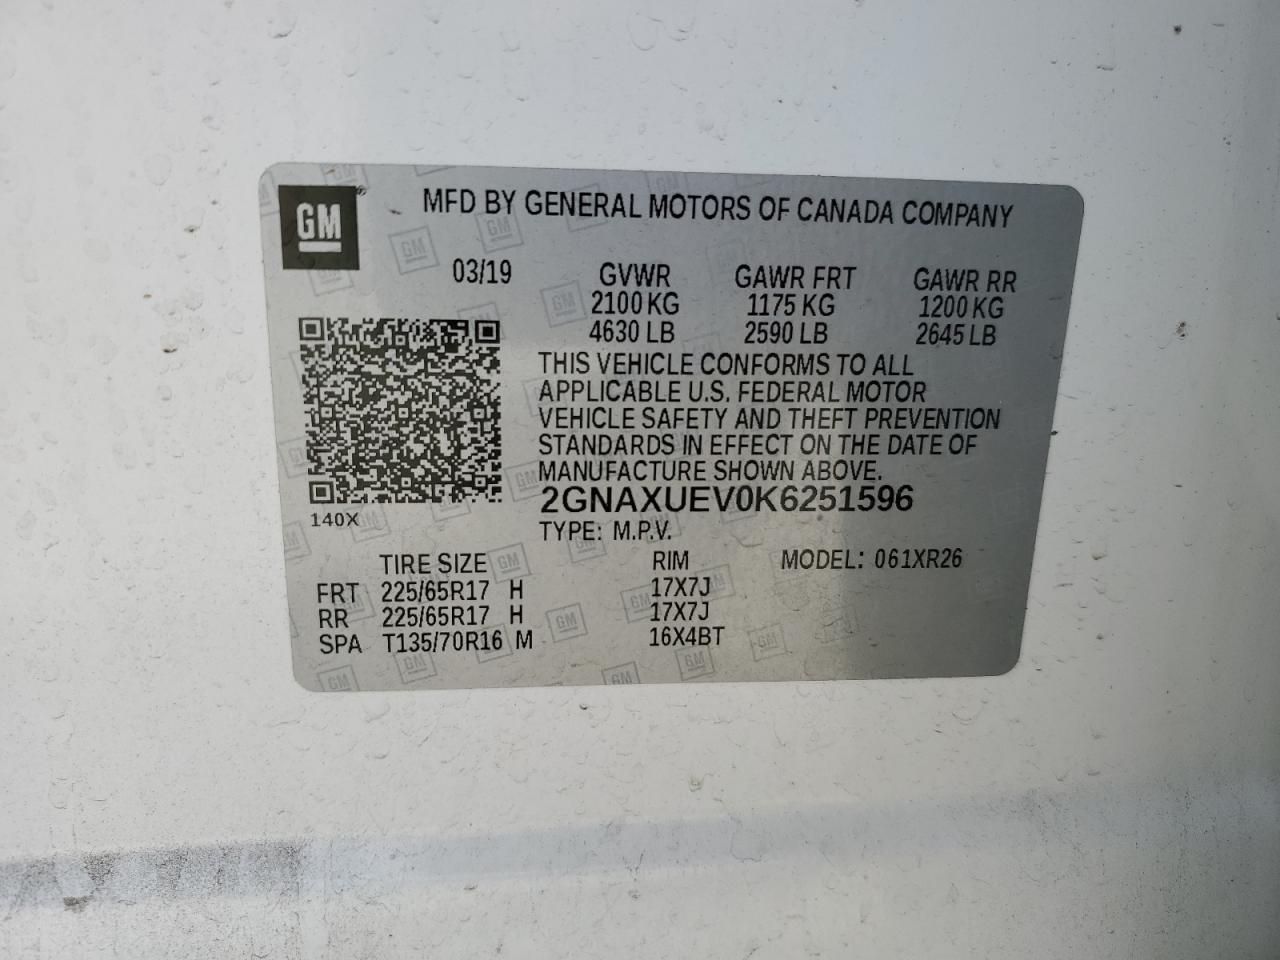 GM ®
MFD BY GENERAL MOTORS OF CANADA COMPANY
03/19 GVWR GAWR FRT GAWR RR
2100 KG 1175 KG 1200 KG
4630 LB 2590 LB 2645 LB
THIS VEHICLE CONFORMS TO ALL
APPLICABLE U.S. FEDERAL MOTOR
VEHICLE SAFETY AND THEFT PREVENTION
STANDARDS IN EFFECT ON THE DATE OF
MANUFACTURE SHOWN ABOVE.
2GNAXUEV0K6251596
140X
TYPE: M.P.V.
TIRE SIZE RIM MODEL: 061XR26
FRT 225/65R17 H 17X7J
RR 225/65R17 H 17X7J
SPA T135/70R16 M 16X4BT